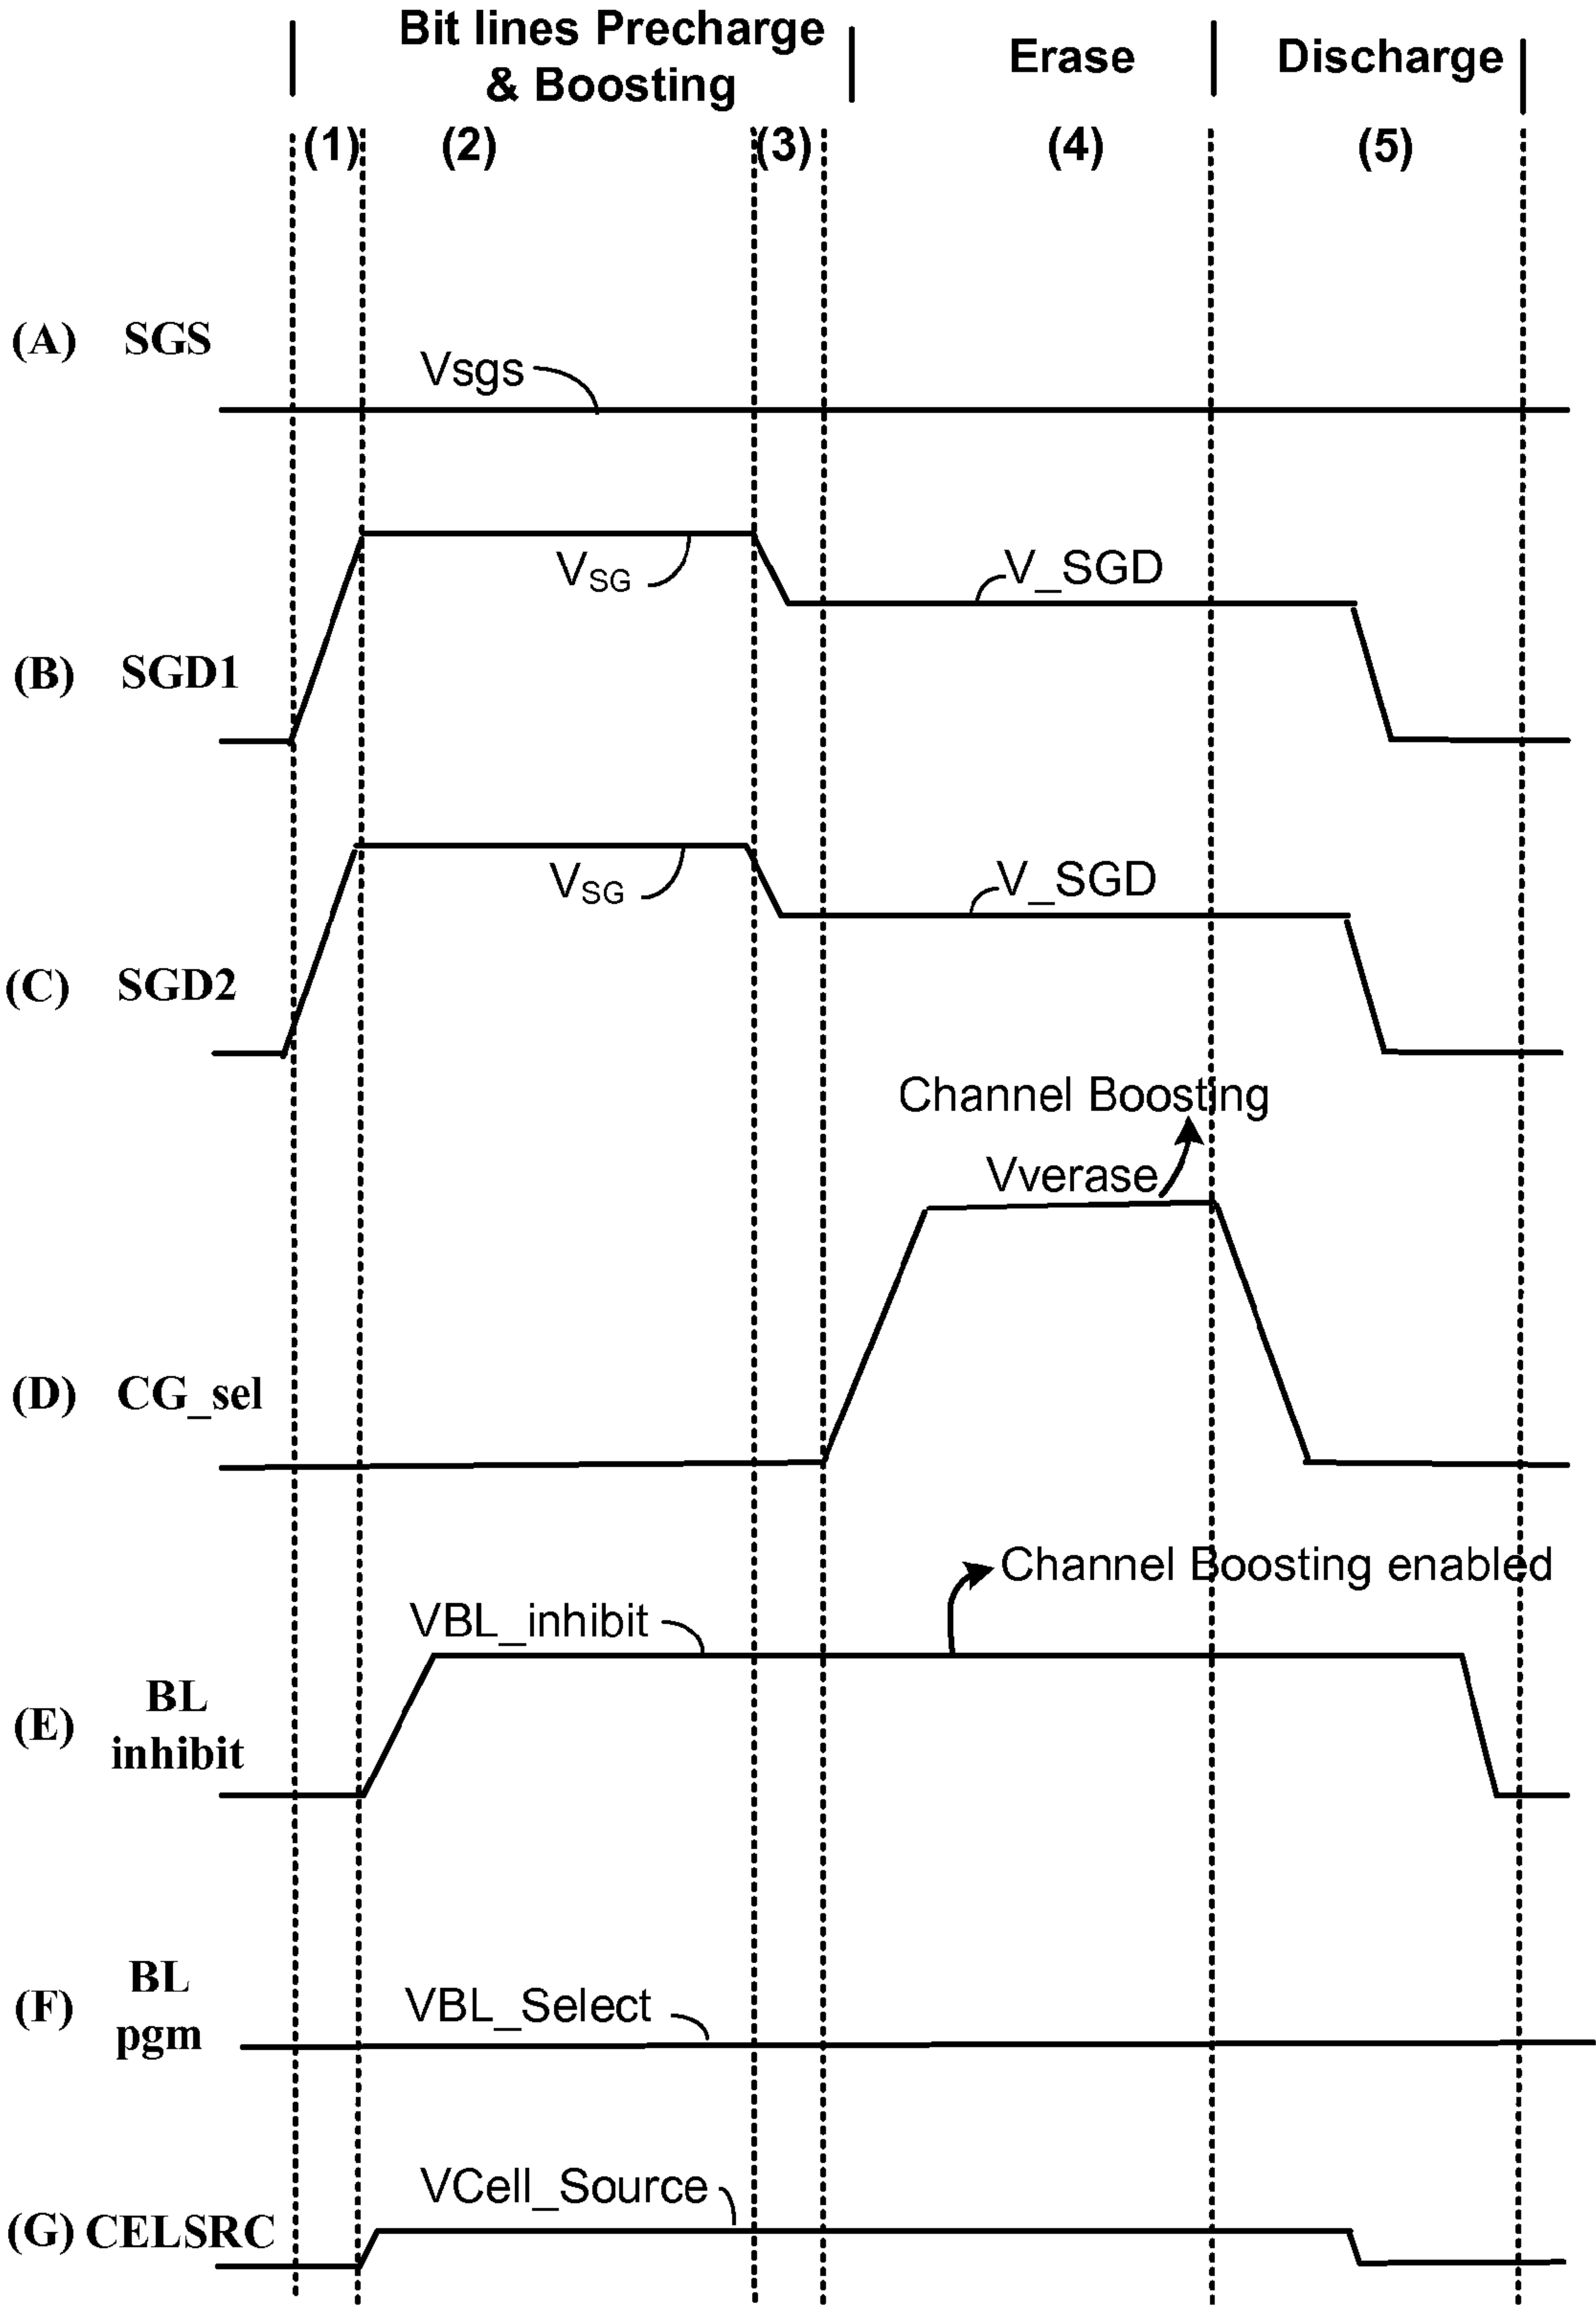 Bit lines Precharge
& Boosting
Erase
Discharge
(1)
(2)
(3)
(4)
(5)
(A) SGS
Vsgs
(B) SGD1
VSG
V_SGD
(C) SGD2
VSG
V_SGD
Channel Boosting
Vverase
(D) CG_sel
Channel Boosting enabled
VBL_inhibit
(E) BL
inhibit
(F) BL
pgm
VBL_Select
(G) CELSRC
VCell_Source